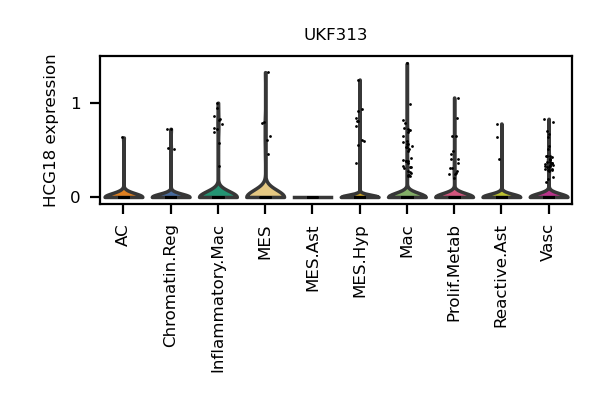 UKF313
HCG18 expression
1
0
AC
Chromatin.Reg
Inflammatory.Mac
MES
MES.Ast
MES.Hyp
Mac
Prolif.Metab
Reactive.Ast
Vasc